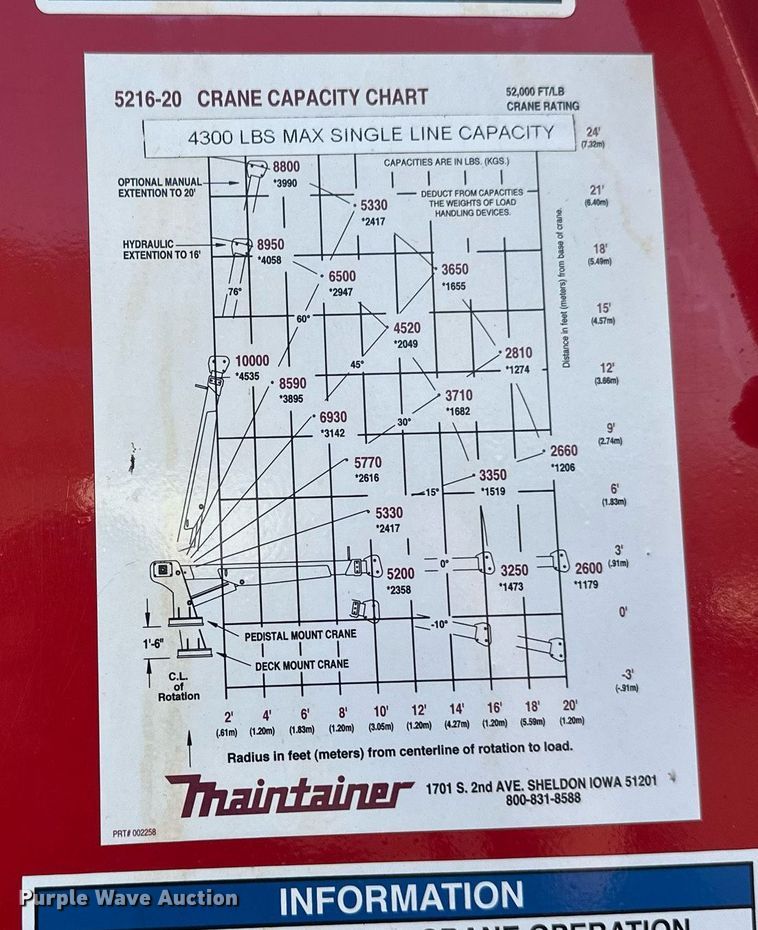 5216-20 CRANE CAPACITY CHART
52,000 FT/LB
CRANE RATING
4300 LBS MAX SINGLE LINE CAPACITY
24'
(7.32m)
CAPACITIES ARE IN LBS. (KGS.)
8800
*3990
OPTIONAL MANUAL
EXTENTION TO 20'
DEDUCT FROM CAPACITIES
THE WEIGHTS OF LOAD
HANDLING DEVICES.
21'
(6.40m)
5330
*2417
HYDRAULIC
EXTENTION TO 16'
8950
*4058
18'
(5.49m)
6500
*2947
3650
*1655
76°
60°
15'
(4.57m)
4520
*2049
Distance in feet (meters) from base of crane.
10000
*4535
45°
2810
*1274
12'
(3.66m)
8590
*3895
3710
*1682
6930
*3142
30°
9'
(2.74m)
5770
*2616
2660
*1206
3350
*1519
15°
6'
(1.83m)
5330
*2417
3'
(.91m)
5200
*2358
0°
3250
*1473
2600
*1179
0'
-10°
1'-6"
PEDISTAL MOUNT CRANE
DECK MOUNT CRANE
-3'
(-.91m)
C.L.
of
Rotation
2' 4' 6' 8' 10' 12' 14' 16' 18' 20'
(.61m) (1.20m) (1.83m) (1.20m) (3.05m) (1.20m) (4.27m) (1.20m) (5.59m) (1.20m)
Radius in feet (meters) from centerline of rotation to load.
Maintainer
1701 S. 2nd AVE. SHELDON IOWA 51201
800-831-8588
PRT# 002258
Purple Wave Auction
INFORMATION
CRANE OPERATION